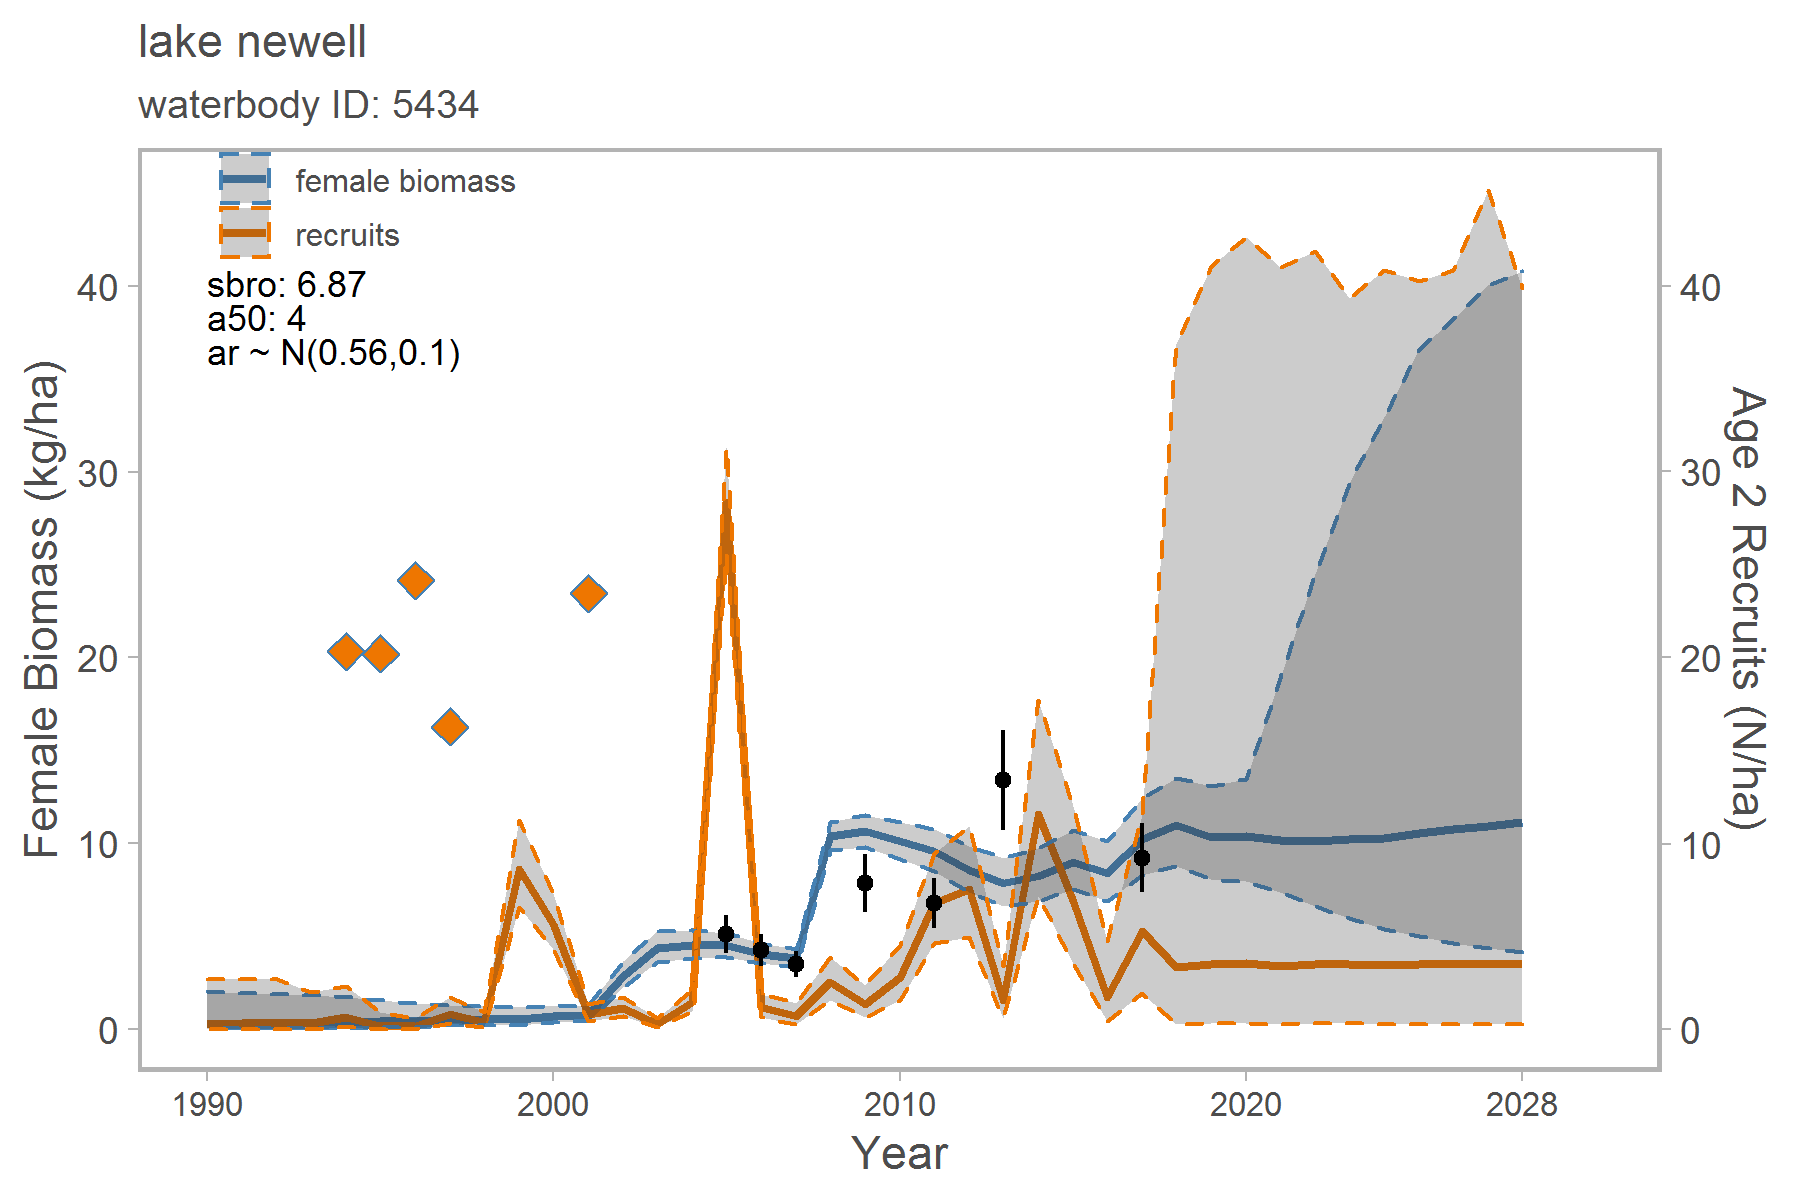 lake newell
waterbody ID: 5434
female biomass
recruits
sbro: 6.87
a50: 4
ar ~ N(0.56,0.1)
Female Biomass (kg/ha)
40
30
20
10
0
40
30
20
10
0
Age 2 Recruits (N/ha)
1990 2000 2010 2020 2028
Year